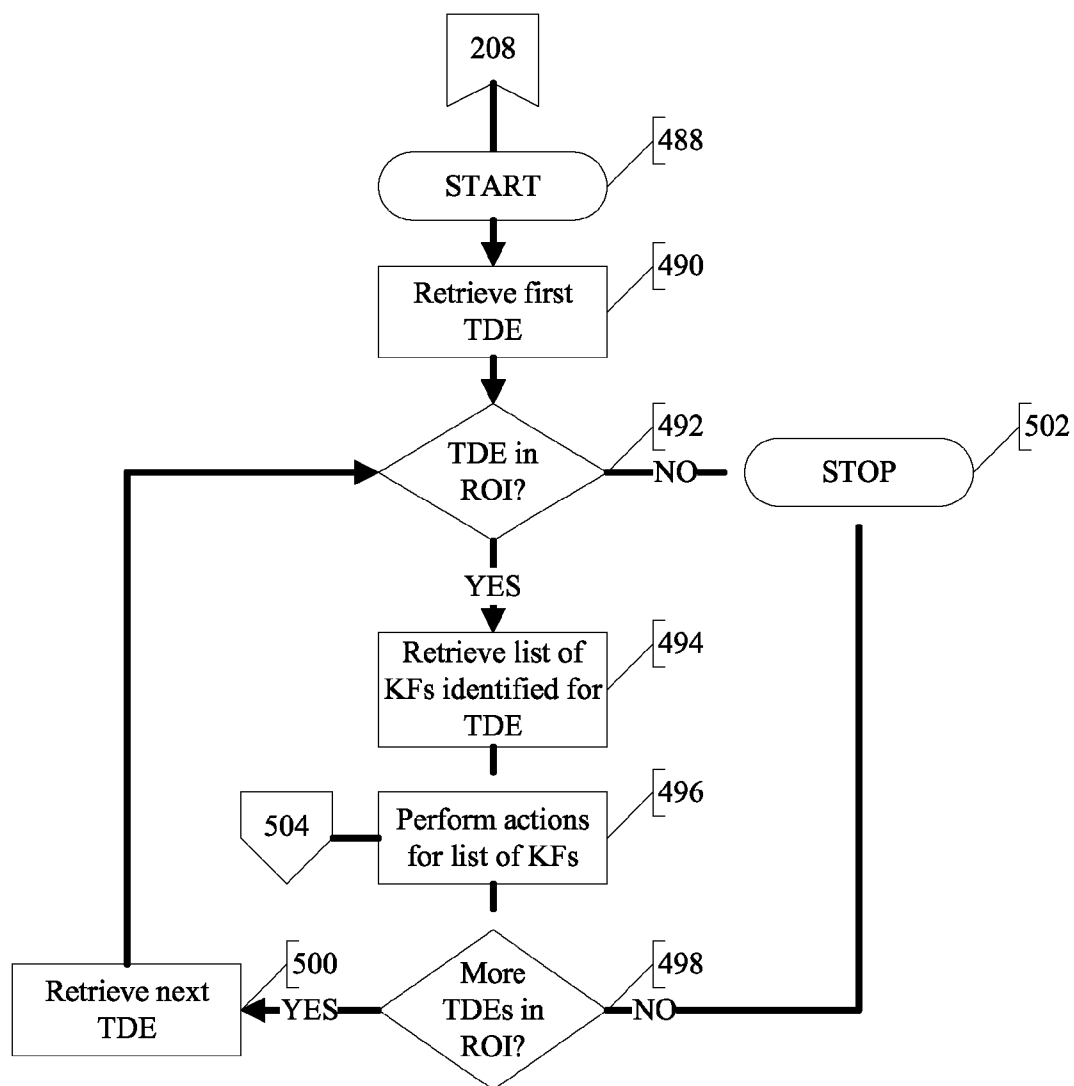 208
488
START
490
Retrieve first
TDE
492
502
TDE in
ROI?
NO
STOP
YES
494
Retrieve list of
KFs identified for
TDE
496
504
Perform actions
for list of KFs
500
498
Retrieve next
TDE
YES
More
TDEs in
ROI?
NO